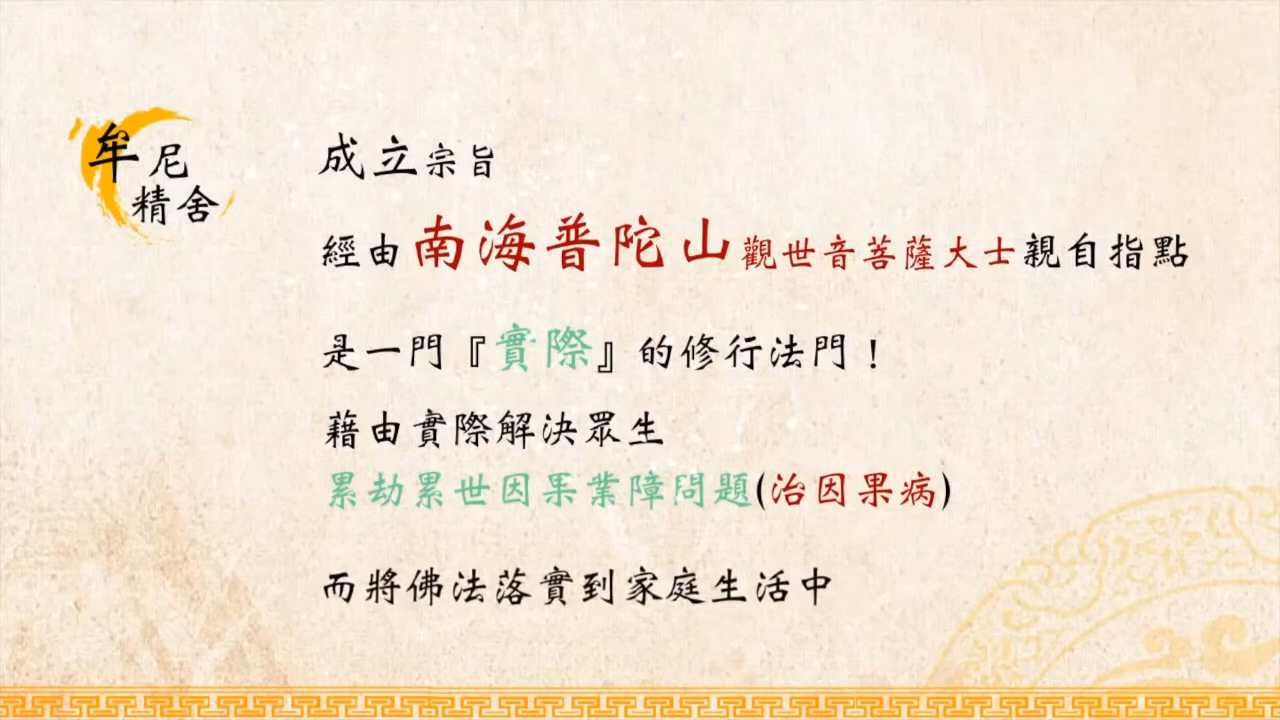 牟尼
精舍
成立宗旨
經由南海普陀山觀世音菩薩大士親自指點
是一門『實際』的修行法門！
藉由實際解決眾生
累劫累世因果業障問題(治因果病)
而將佛法落實到家庭生活中